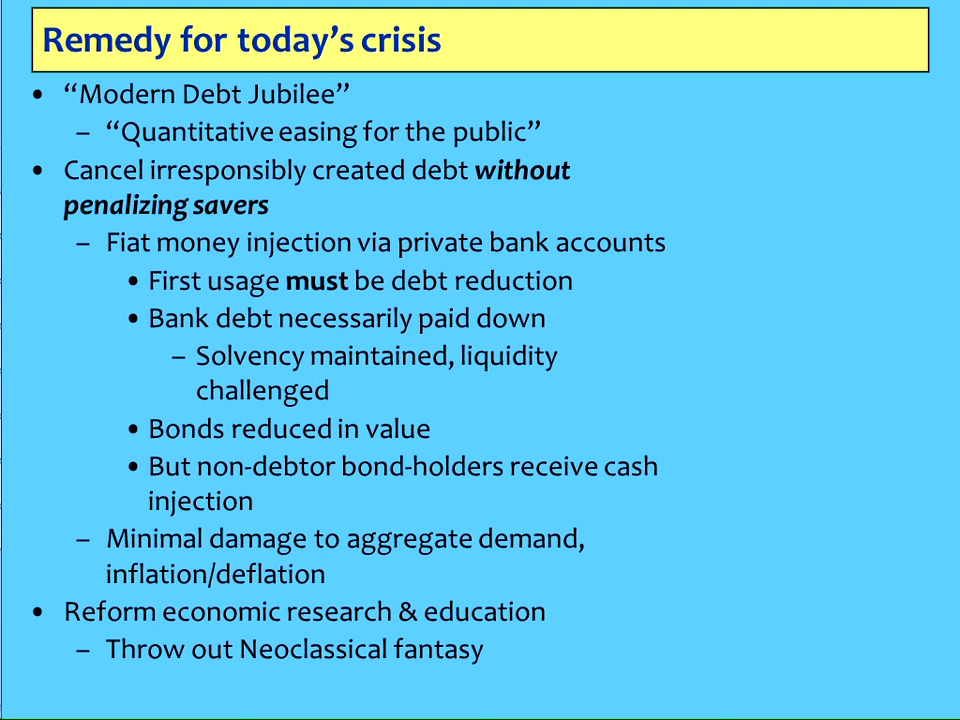 Remedy for today’s crisis
• “Modern Debt Jubilee”
– “Quantitative easing for the public”
• Cancel irresponsibly created debt without
penalizing savers
– Fiat money injection via private bank accounts
• First usage must be debt reduction
• Bank debt necessarily paid down
– Solvency maintained, liquidity
challenged
• Bonds reduced in value
• But non-debtor bond-holders receive cash
injection
– Minimal damage to aggregate demand,
inflation/deflation
• Reform economic research & education
– Throw out Neoclassical fantasy